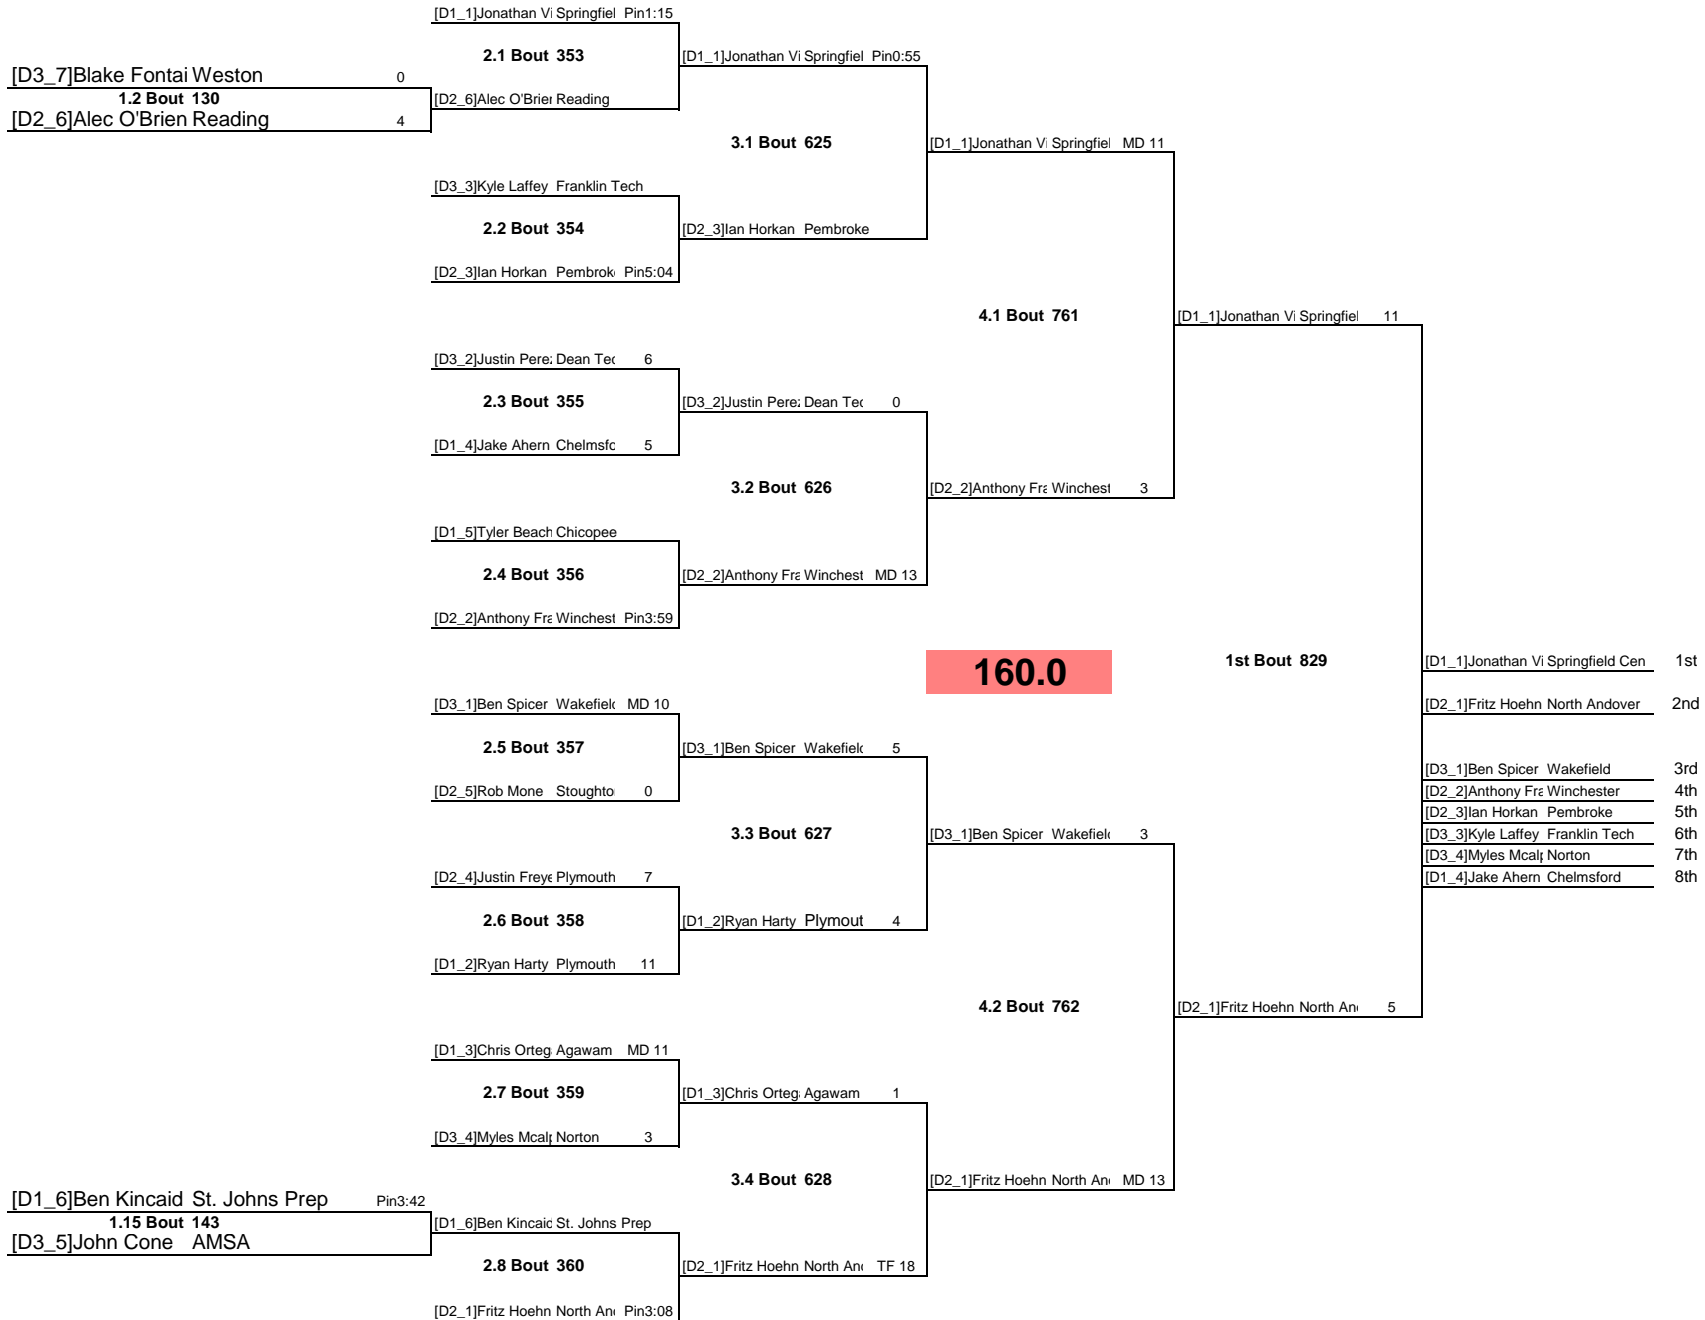 [D1_1]Jonathan Vi Springfiel Pin1:15
2.1 Bout 353
[D1_1]Jonathan Vi Springfiel Pin0:55
[D3_7]Blake Fontai Weston 0
1.2 Bout 130
[D2_6]Alec O'Brier Reading
[D2_6]Alec O'Brien Reading 4
3.1 Bout 625
[D1_1]Jonathan Vi Springfiel MD 11
[D3_3]Kyle Laffey Franklin Tech
2.2 Bout 354
[D2_3]Ian Horkan Pembroke
[D2_3]Ian Horkan Pembrok Pin5:04
4.1 Bout 761
[D1_1]Jonathan Vi Springfiel 11
[D3_2]Justin Perez Dean Tec 6
2.3 Bout 355
[D3_2]Justin Perez Dean Tec 0
[D1_4]Jake Ahern Chelmsfo 5
3.2 Bout 626
[D2_2]Anthony Fra Winchest 3
[D1_5]Tyler Beach Chicopee
2.4 Bout 356
[D2_2]Anthony Fra Winchest MD 13
[D2_2]Anthony Fra Winchest Pin3:59
160.0
1st Bout 829
[D1_1]Jonathan Vi Springfield Cen 1st
[D3_1]Ben Spicer Wakefield MD 10
[D2_1]Fritz Hoehn North Andover 2nd
2.5 Bout 357
[D3_1]Ben Spicer Wakefield 5
[D3_1]Ben Spicer Wakefield 3rd
[D2_5]Rob Mone Stoughto 0
[D2_2]Anthony Fra Winchester 4th
[D2_3]Ian Horkan Pembroke 5th
3.3 Bout 627
[D3_1]Ben Spicer Wakefield 3
[D3_3]Kyle Laffey Franklin Tech 6th
[D3_4]Myles Mcalp Norton 7th
[D2_4]Justin Freye Plymouth 7
[D1_4]Jake Ahern Chelmsford 8th
2.6 Bout 358
[D1_2]Ryan Harty Plymout 4
[D1_2]Ryan Harty Plymouth 11
4.2 Bout 762
[D2_1]Fritz Hoehn North An 5
[D1_3]Chris Orteg Agawam MD 11
2.7 Bout 359
[D1_3]Chris Ortega Agawam 1
[D3_4]Myles Mcalp Norton 3
3.4 Bout 628
[D2_1]Fritz Hoehn North An MD 13
[D1_6]Ben Kincaid St. Johns Prep Pin3:42
1.15 Bout 143
[D1_6]Ben Kincaid St. Johns Prep
[D3_5]John Cone AMSA
2.8 Bout 360
[D2_1]Fritz Hoehn North An TF 18
[D2_1]Fritz Hoehn North An Pin3:08